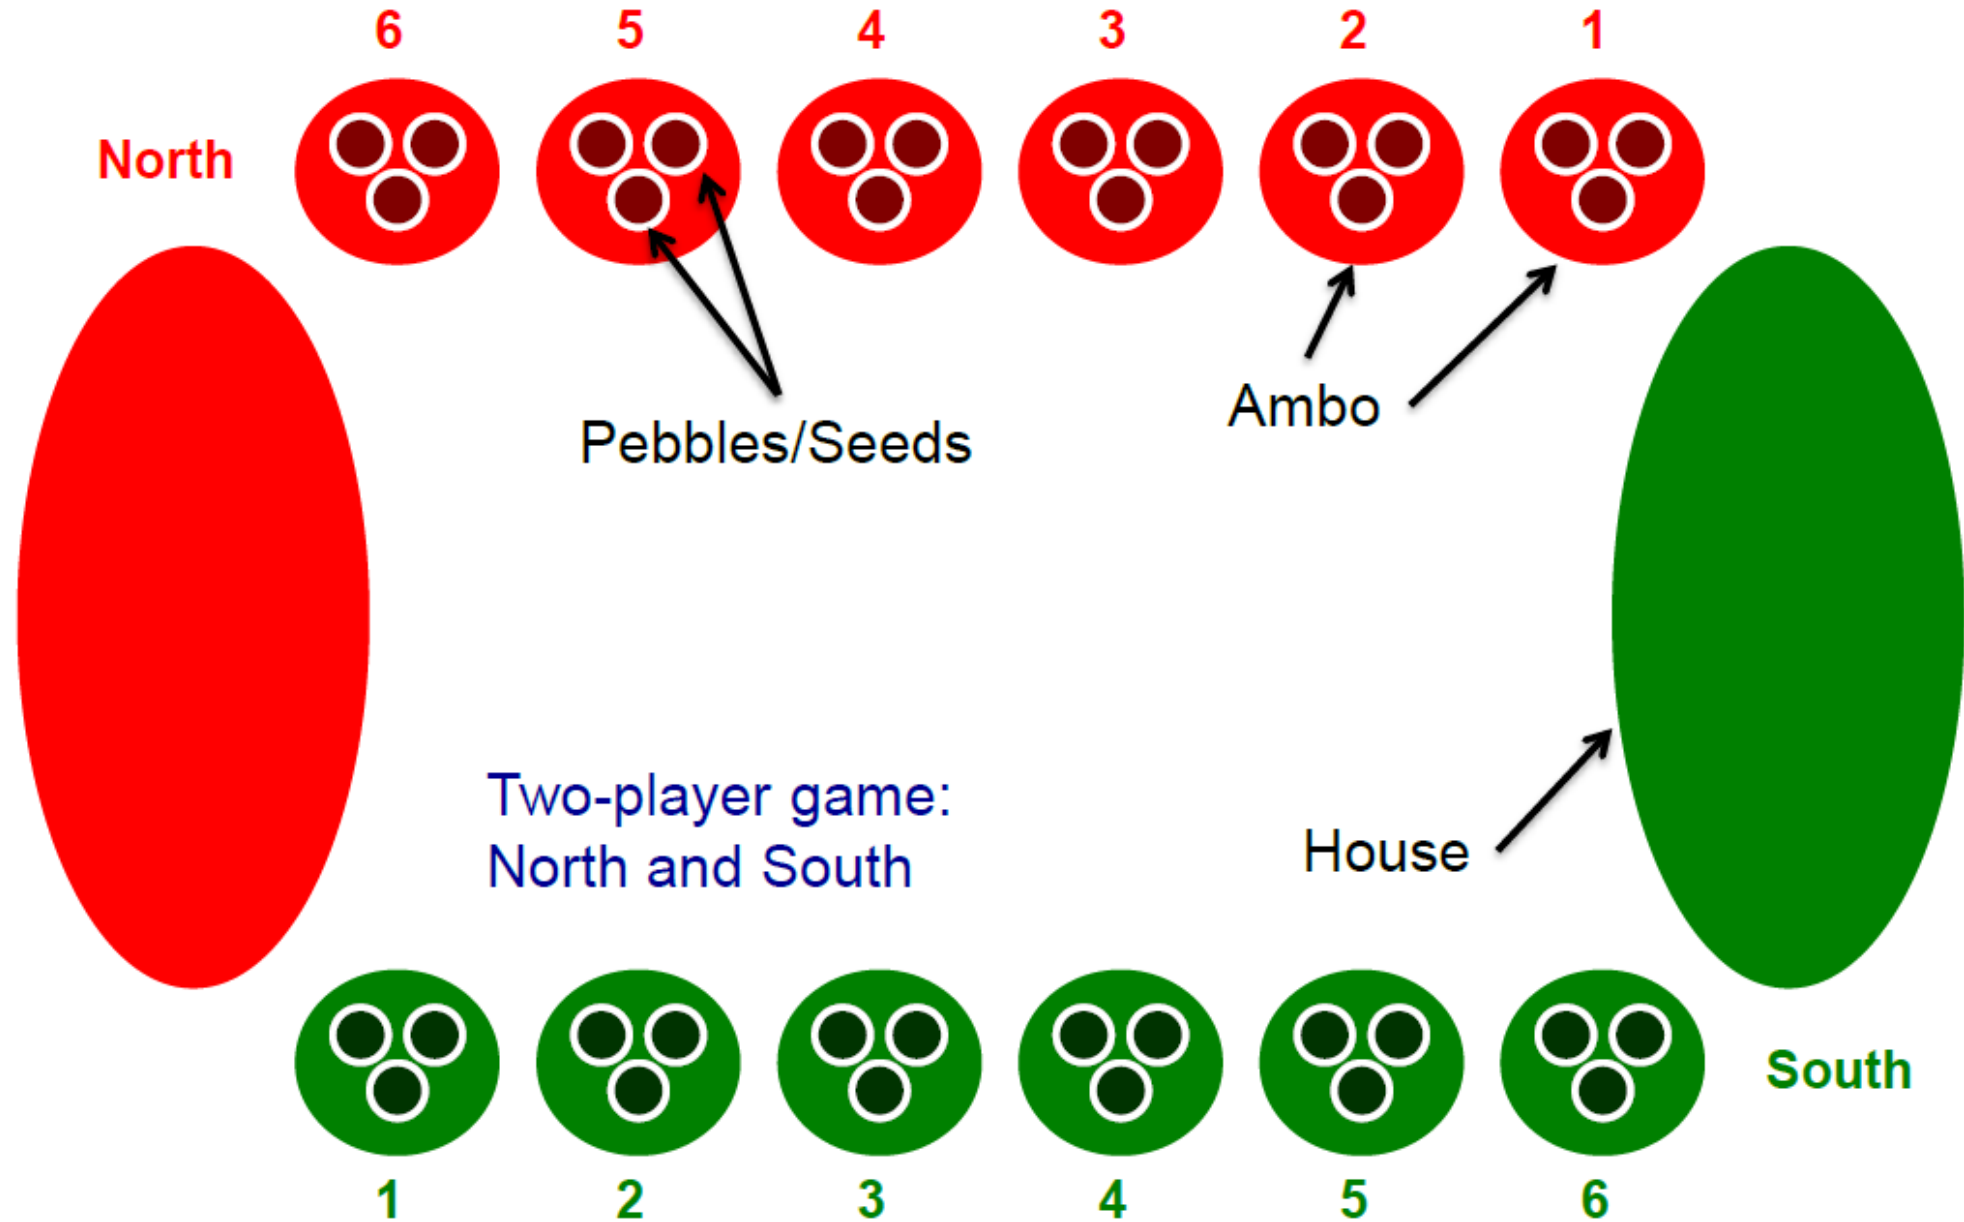 6 5 4 3 2 1
North
Ambo
Pebbles/Seeds
Two-player game:
North and South
House
South
1 2 3 4 5 6